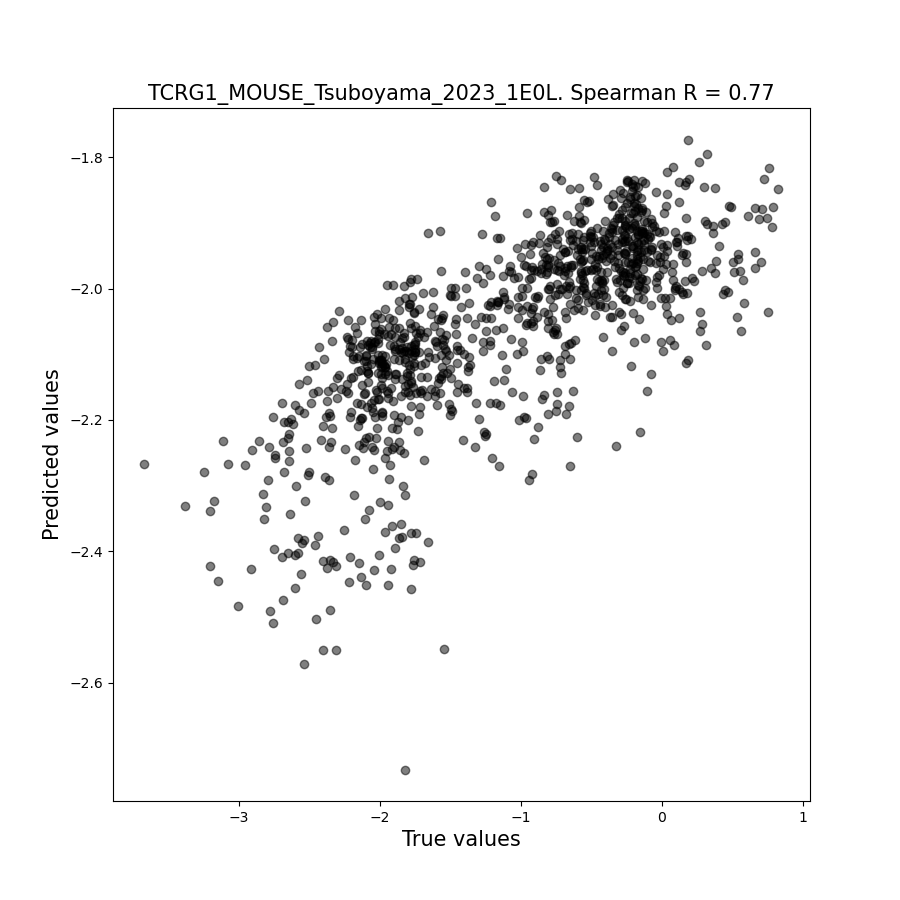 TCRG1_MOUSE_Tsuboyama_2023_1E0L. Spearman R = 0.77
−1.8
−2.0
−2.2
−2.4
−2.6
Predicted values
−3 −2 −1 0 1
True values